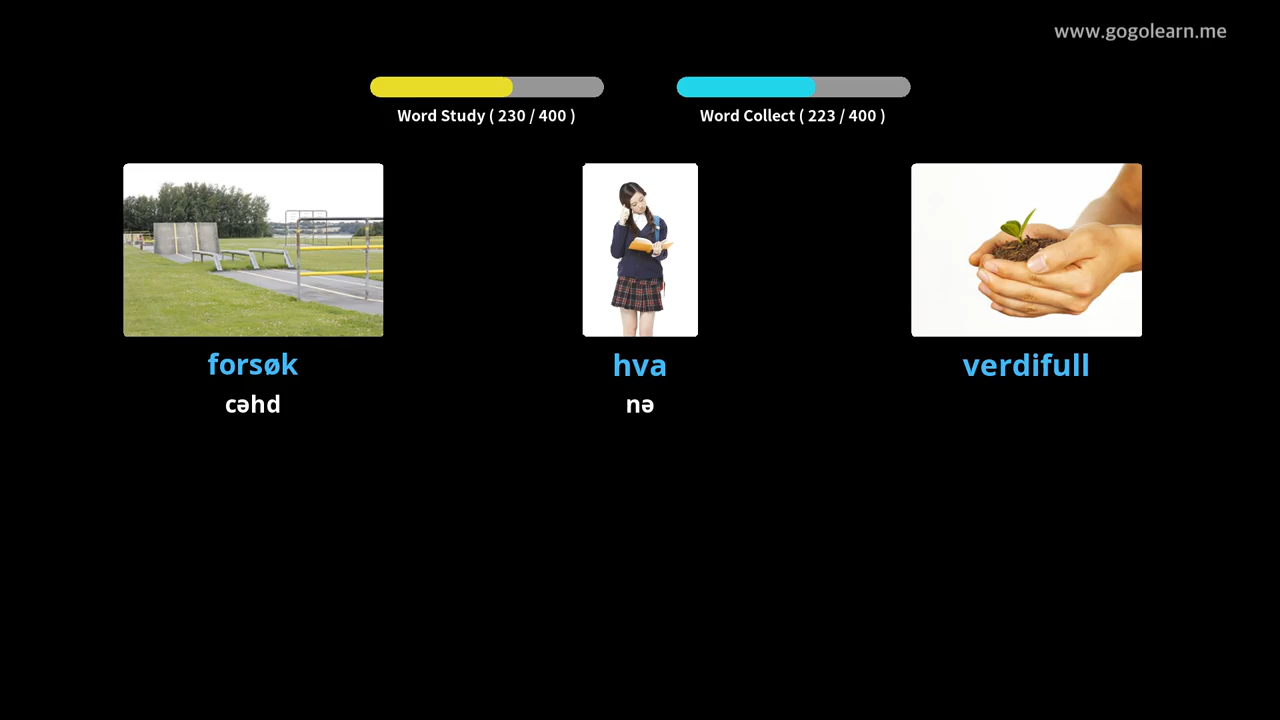 www.gogolearn.me
Word Study ( 230 / 400 )
Word Collect ( 223 / 400 )
forsøk
hva
verdifull
cəhd
nə